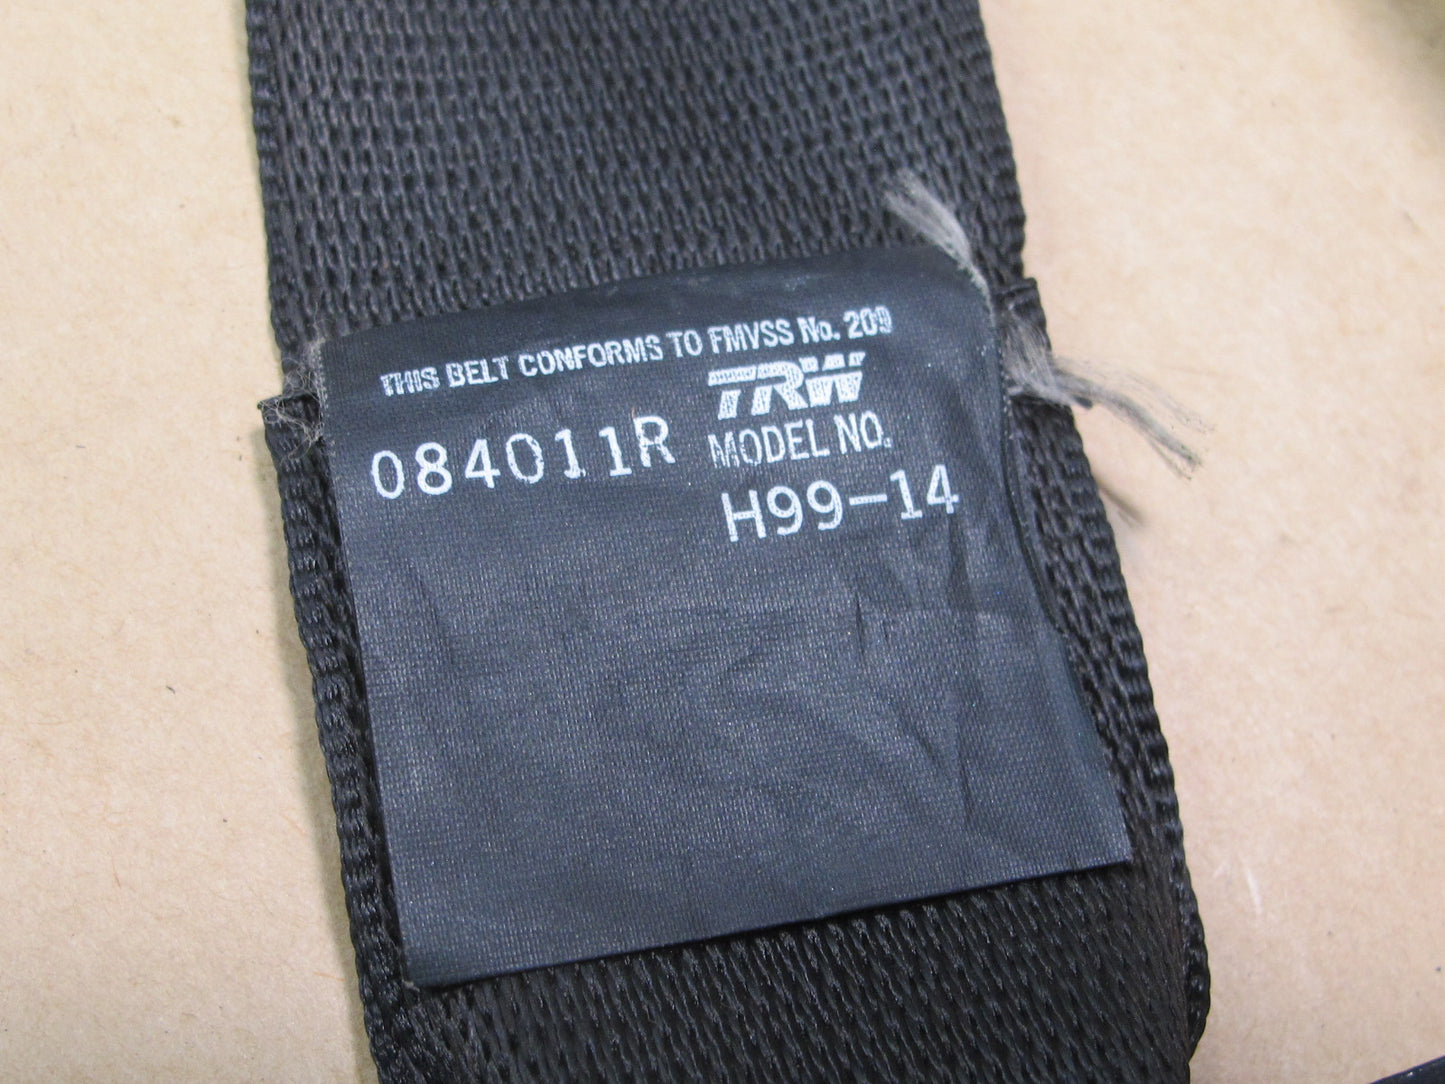 THIS BELT CONFORMS TO FMVSS No. 209
TRW
084011R
MODEL NO.
H99-14